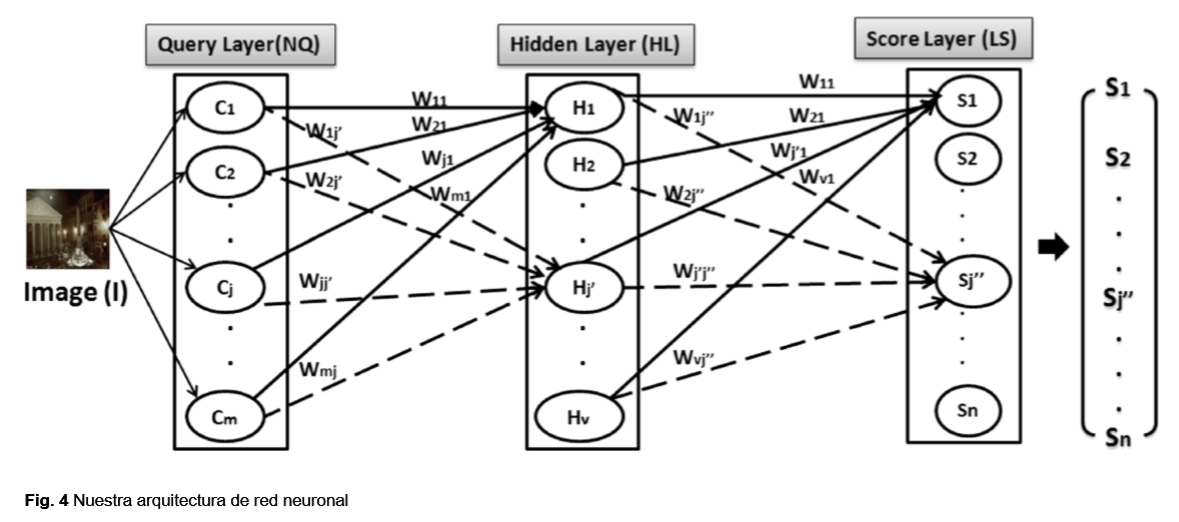 Query Layer(NQ)
Hidden Layer (HL)
Score Layer (LS)
C1
C2
Cj
Cm
Image (I)
W11
W21
W1j'
Wj1
W2j'
Wm1
Wjj'
Wmj
H1
H2
Hj'
Hv
W11
W21
W1j''
Wj'1
Wv1
W2j''
Wj'j''
Wvj''
S1
S2
Sj''
Sn
S1
S2
Sj''
Sn
Fig. 4 Nuestra arquitectura de red neuronal